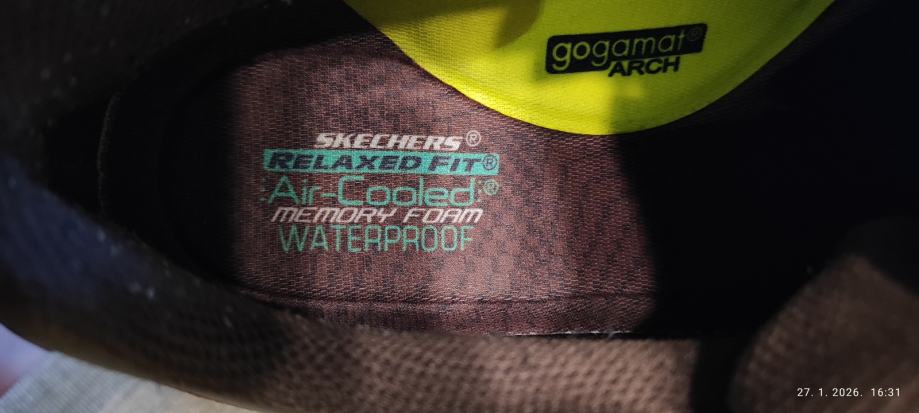 gogamat®
ARCH
SKECHERS®
RELAXED FIT®
Air-Cooled®
MEMORY FOAM
WATERPROOF
27. 1. 2026. 16:31